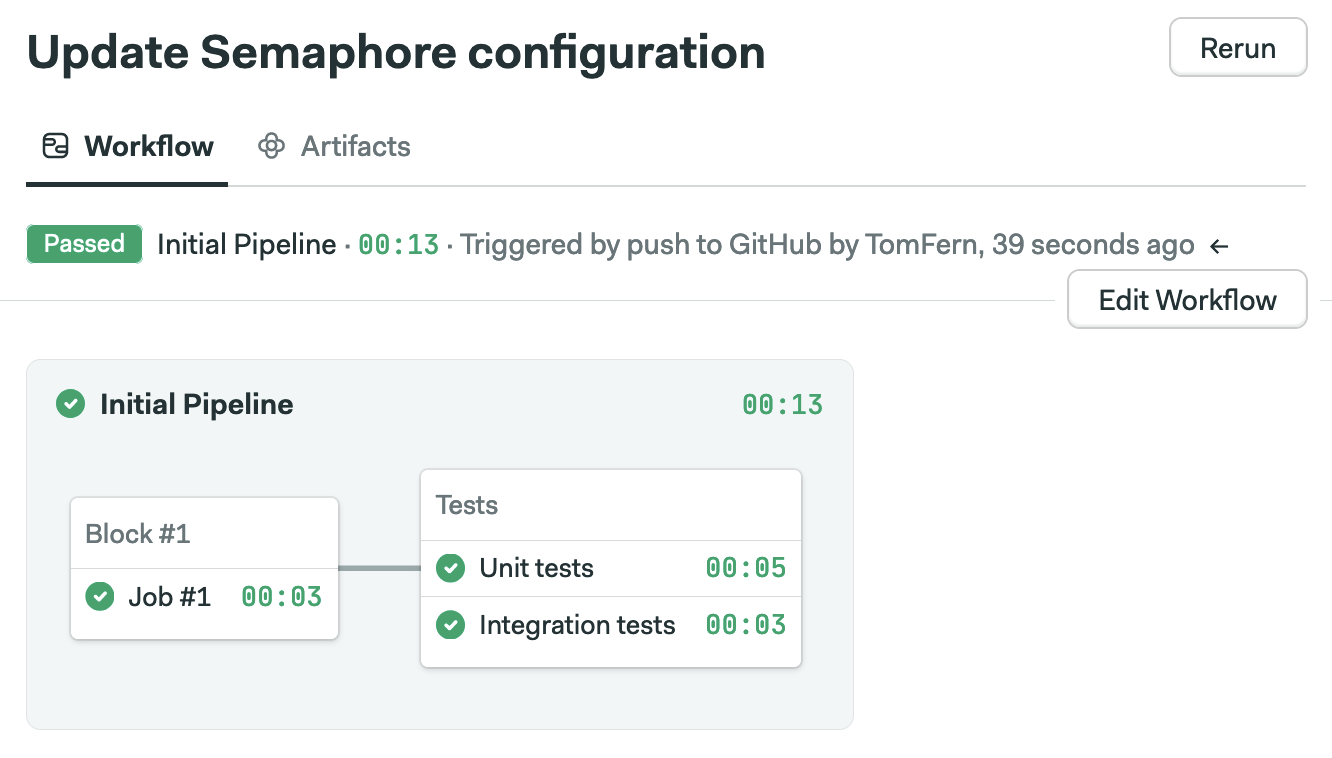 Update Semaphore configuration
Rerun
Workflow
Artifacts
Passed Initial Pipeline · 00:13 · Triggered by push to GitHub by TomFern, 39 seconds ago ←
Edit Workflow
Initial Pipeline 00:13
Block #1
Job #1 00:03
Tests
Unit tests 00:05
Integration tests 00:03